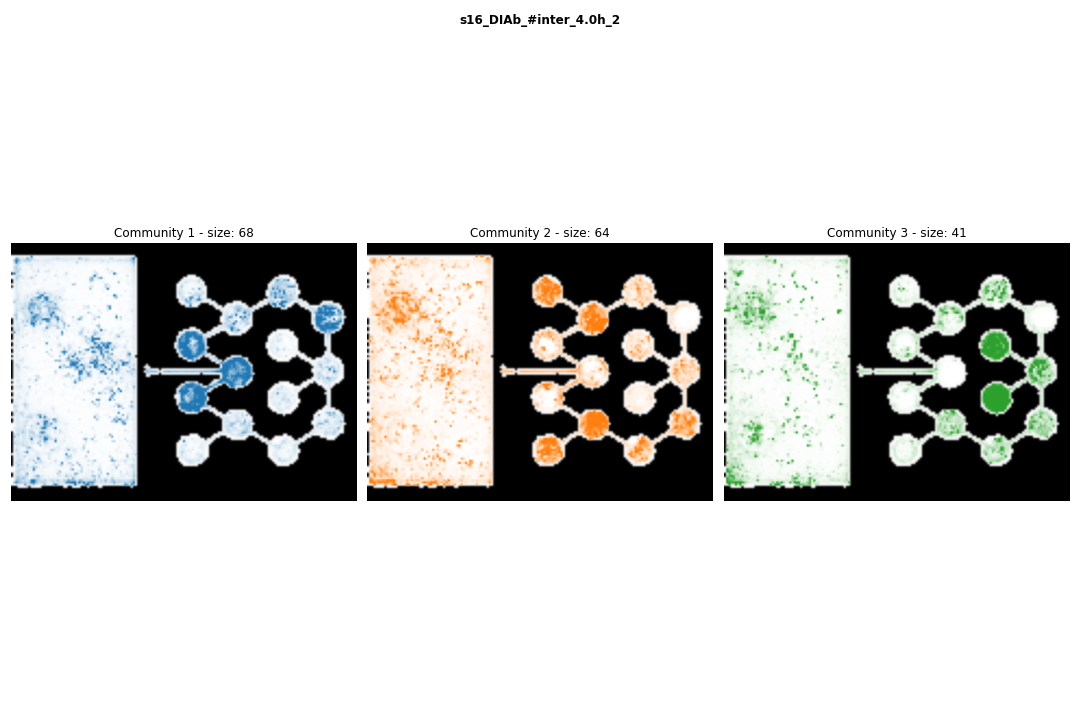 s16_DIAb_#inter_4.0h_2
Community 1 - size: 68
Community 2 - size: 64
Community 3 - size: 41